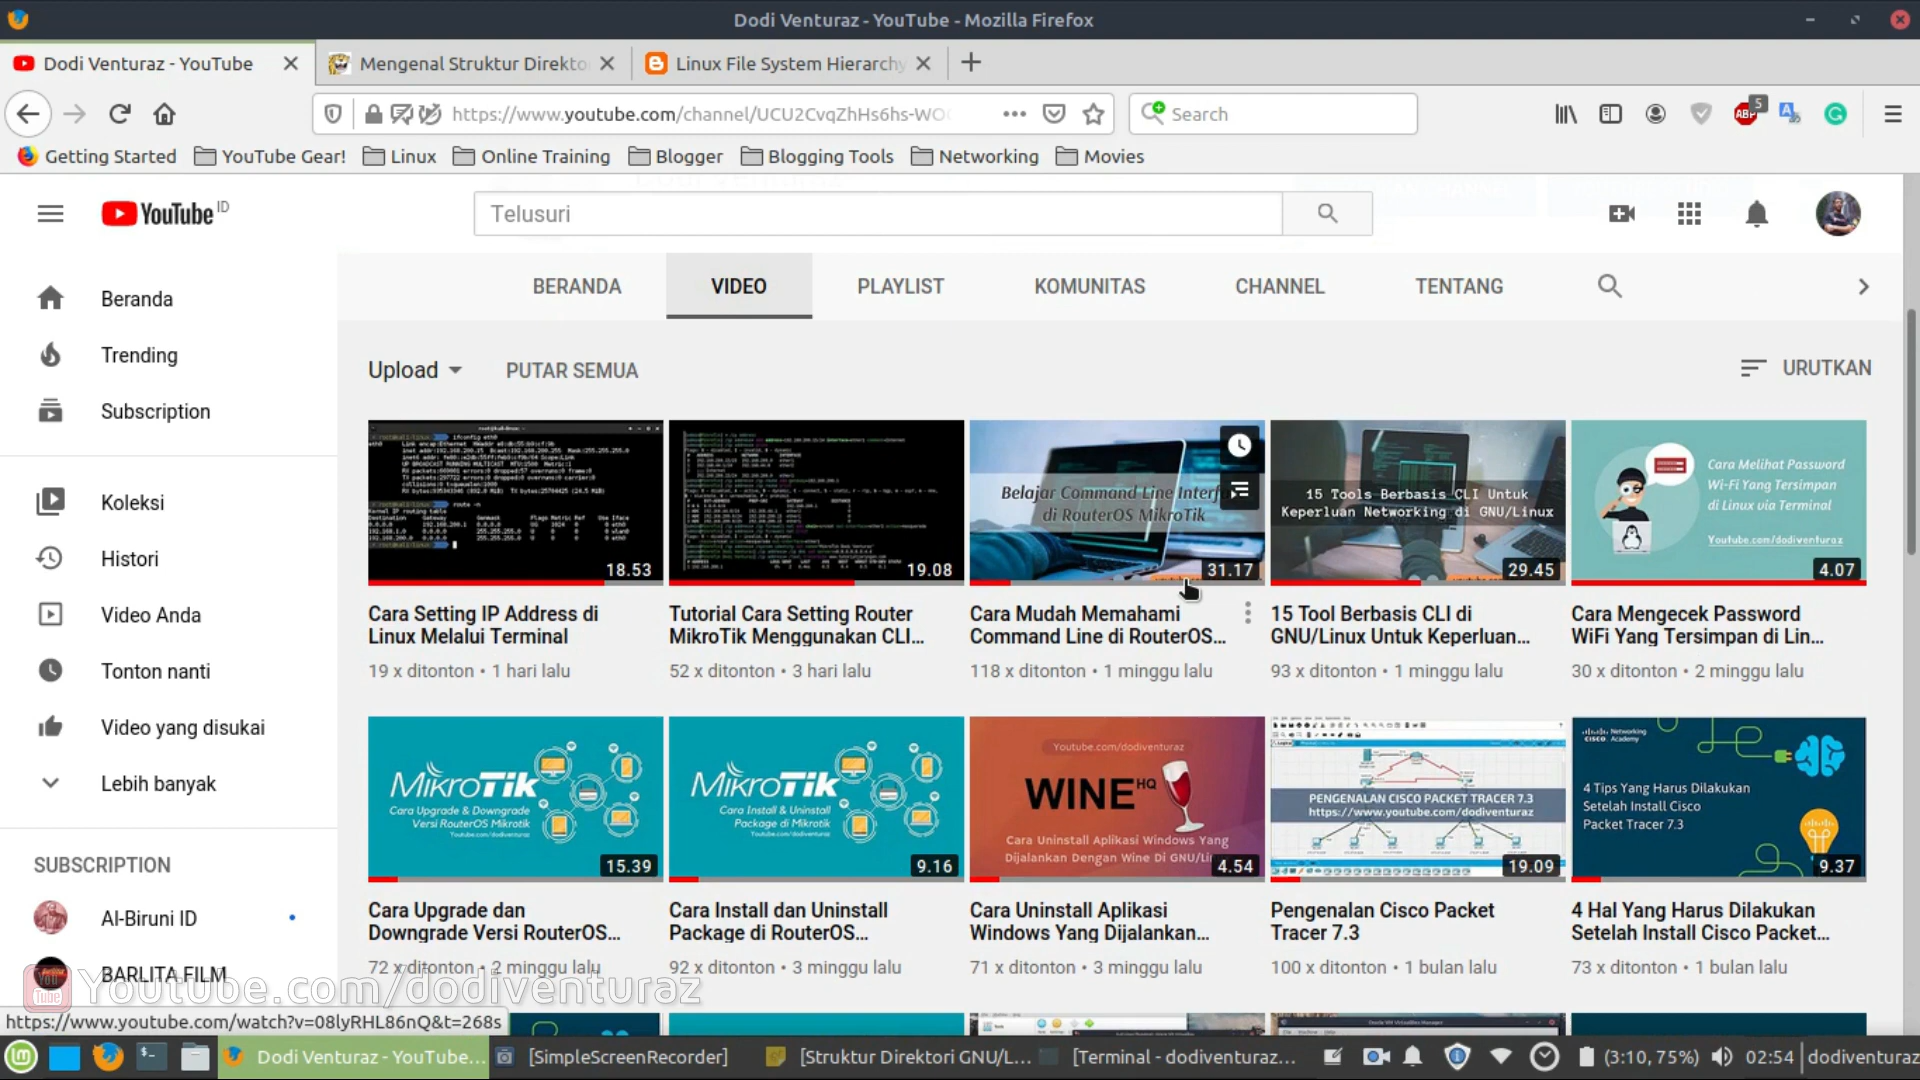 Dodi Venturaz - YouTube - Mozilla Firefox
Dodi Venturaz - YouTube
Mengenal Struktur Direkto
Linux File System Hierarchy
https://www.youtube.com/channel/UCU2CvqZhHs6hs-WO
Search
5
ABP
Getting Started
YouTube Gear!
Linux
Online Training
Blogger
Blogging Tools
Networking
Movies
YouTube ID
Telusuri
BERANDA
VIDEO
PLAYLIST
KOMUNITAS
CHANNEL
TENTANG
Beranda
Trending
Subscription
Koleksi
Histori
Video Anda
Tonton nanti
Video yang disukai
Lebih banyak
SUBSCRIPTION
Al-Biruni ID
BARLITA FILM
Upload
PUTAR SEMUA
URUTKAN
18.53
Cara Setting IP Address di
Linux Melalui Terminal
19 x ditonton • 1 hari lalu
19.08
Tutorial Cara Setting Router
MikroTik Menggunakan CLI...
52 x ditonton • 3 hari lalu
Belajar Command Line Interf
di RouterOS MikroTik
31.17
Cara Mudah Memahami
Command Line di RouterOS...
118 x ditonton • 1 minggu lalu
15 Tools Berbasis CLI Untuk
Keperluan Networking di GNU/Linux
29.45
15 Tool Berbasis CLI di
GNU/Linux Untuk Keperluan...
93 x ditonton • 1 minggu lalu
Cara Melihat Password
Wi-Fi Yang Tersimpan
di Linux via Terminal
Youtube.com/dodiventuraz
4.07
Cara Mengecek Password
WiFi Yang Tersimpan di Lin...
30 x ditonton • 2 minggu lalu
MikroTik
Cara Upgrade & Downgrade
Versi RouterOS Mikrotik
Youtube.com/dodiventuraz
15.39
Cara Upgrade dan
Downgrade Versi RouterOS...
72 x ditonton • 2 minggu lalu
MikroTik
Cara Install & Uninstall
Package di Mikrotik
Youtube.com/dodiventuraz
9.16
Cara Install dan Uninstall
Package di RouterOS...
92 x ditonton • 3 minggu lalu
Youtube.com/dodiventuraz
WINE HQ
Cara Uninstall Aplikasi Windows Yang
Dijalankan Dengan Wine Di GNU/Li
4.54
Cara Uninstall Aplikasi
Windows Yang Dijalankan...
71 x ditonton • 3 minggu lalu
PENGENALAN CISCO PACKET TRACER 7.3
https://www.youtube.com/dodiventuraz
19.09
Pengenalan Cisco Packet
Tracer 7.3
100 x ditonton • 1 bulan lalu
Networking
CISCO Academy
4 Tips Yang Harus Dilakukan
Setelah Install Cisco
Packet Tracer 7.3
9.37
4 Hal Yang Harus Dilakukan
Setelah Install Cisco Packet...
73 x ditonton • 1 bulan lalu
You Tube
Youtube.com/dodiventuraz
https://www.youtube.com/watch?v=08lyRHL86nQ&t=268s
Dodi Venturaz - YouTube...
[SimpleScreenRecorder]
[Struktur Direktori GNU/L...
[Terminal - dodiventuraz...
(3:10, 75%)
02:54
dodiventuraz